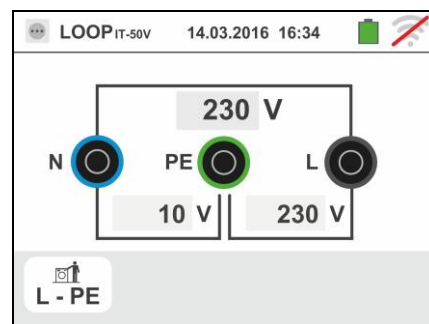 LOOP IT-50V 14.03.2016 16:34
230 V
N PE L
10 V 230 V
L - PE